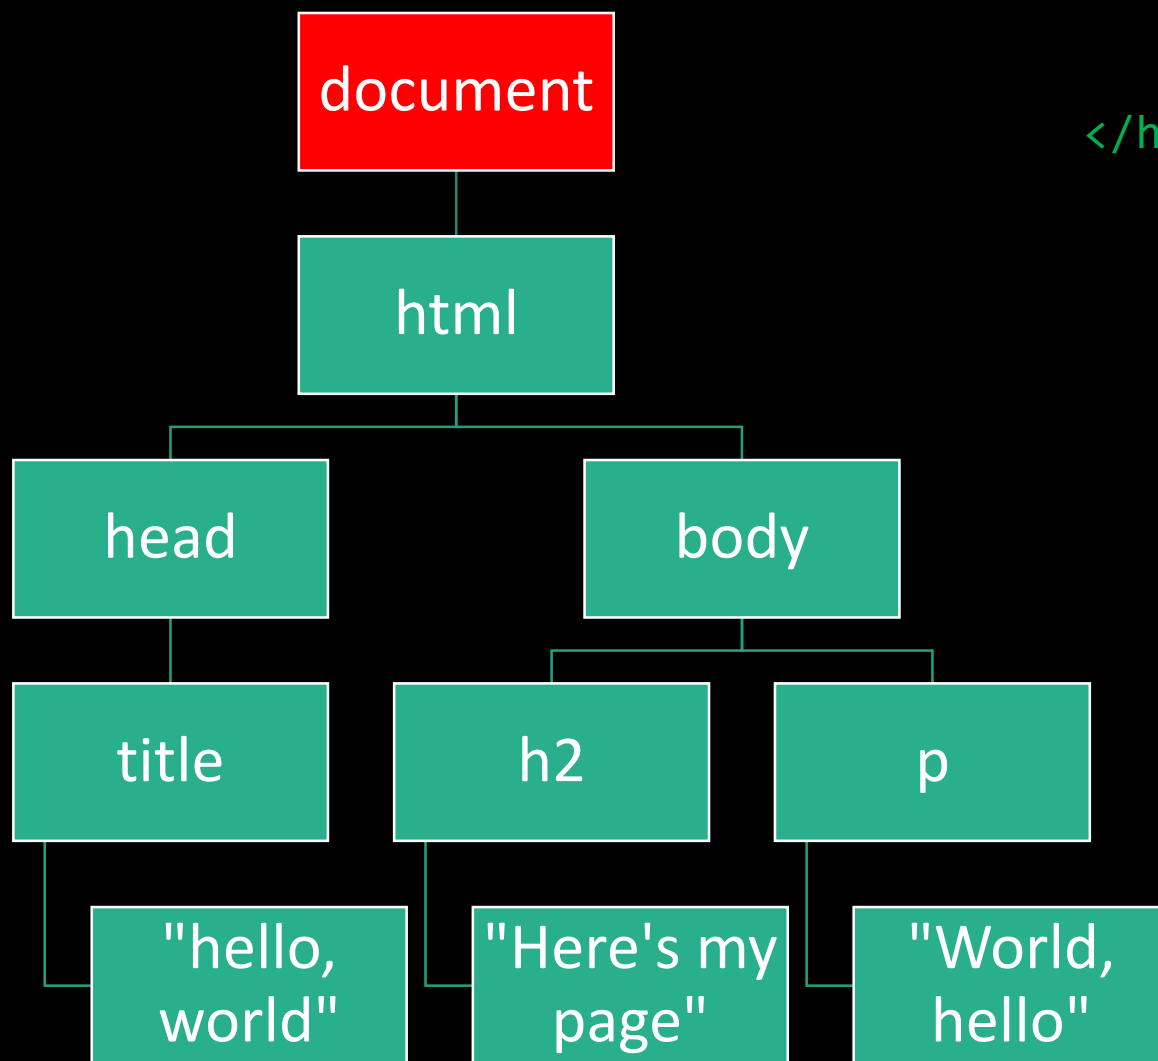 document
</h
html
head
body
title
h2
p
"hello,
world"
"Here's my
page"
"World,
hello"